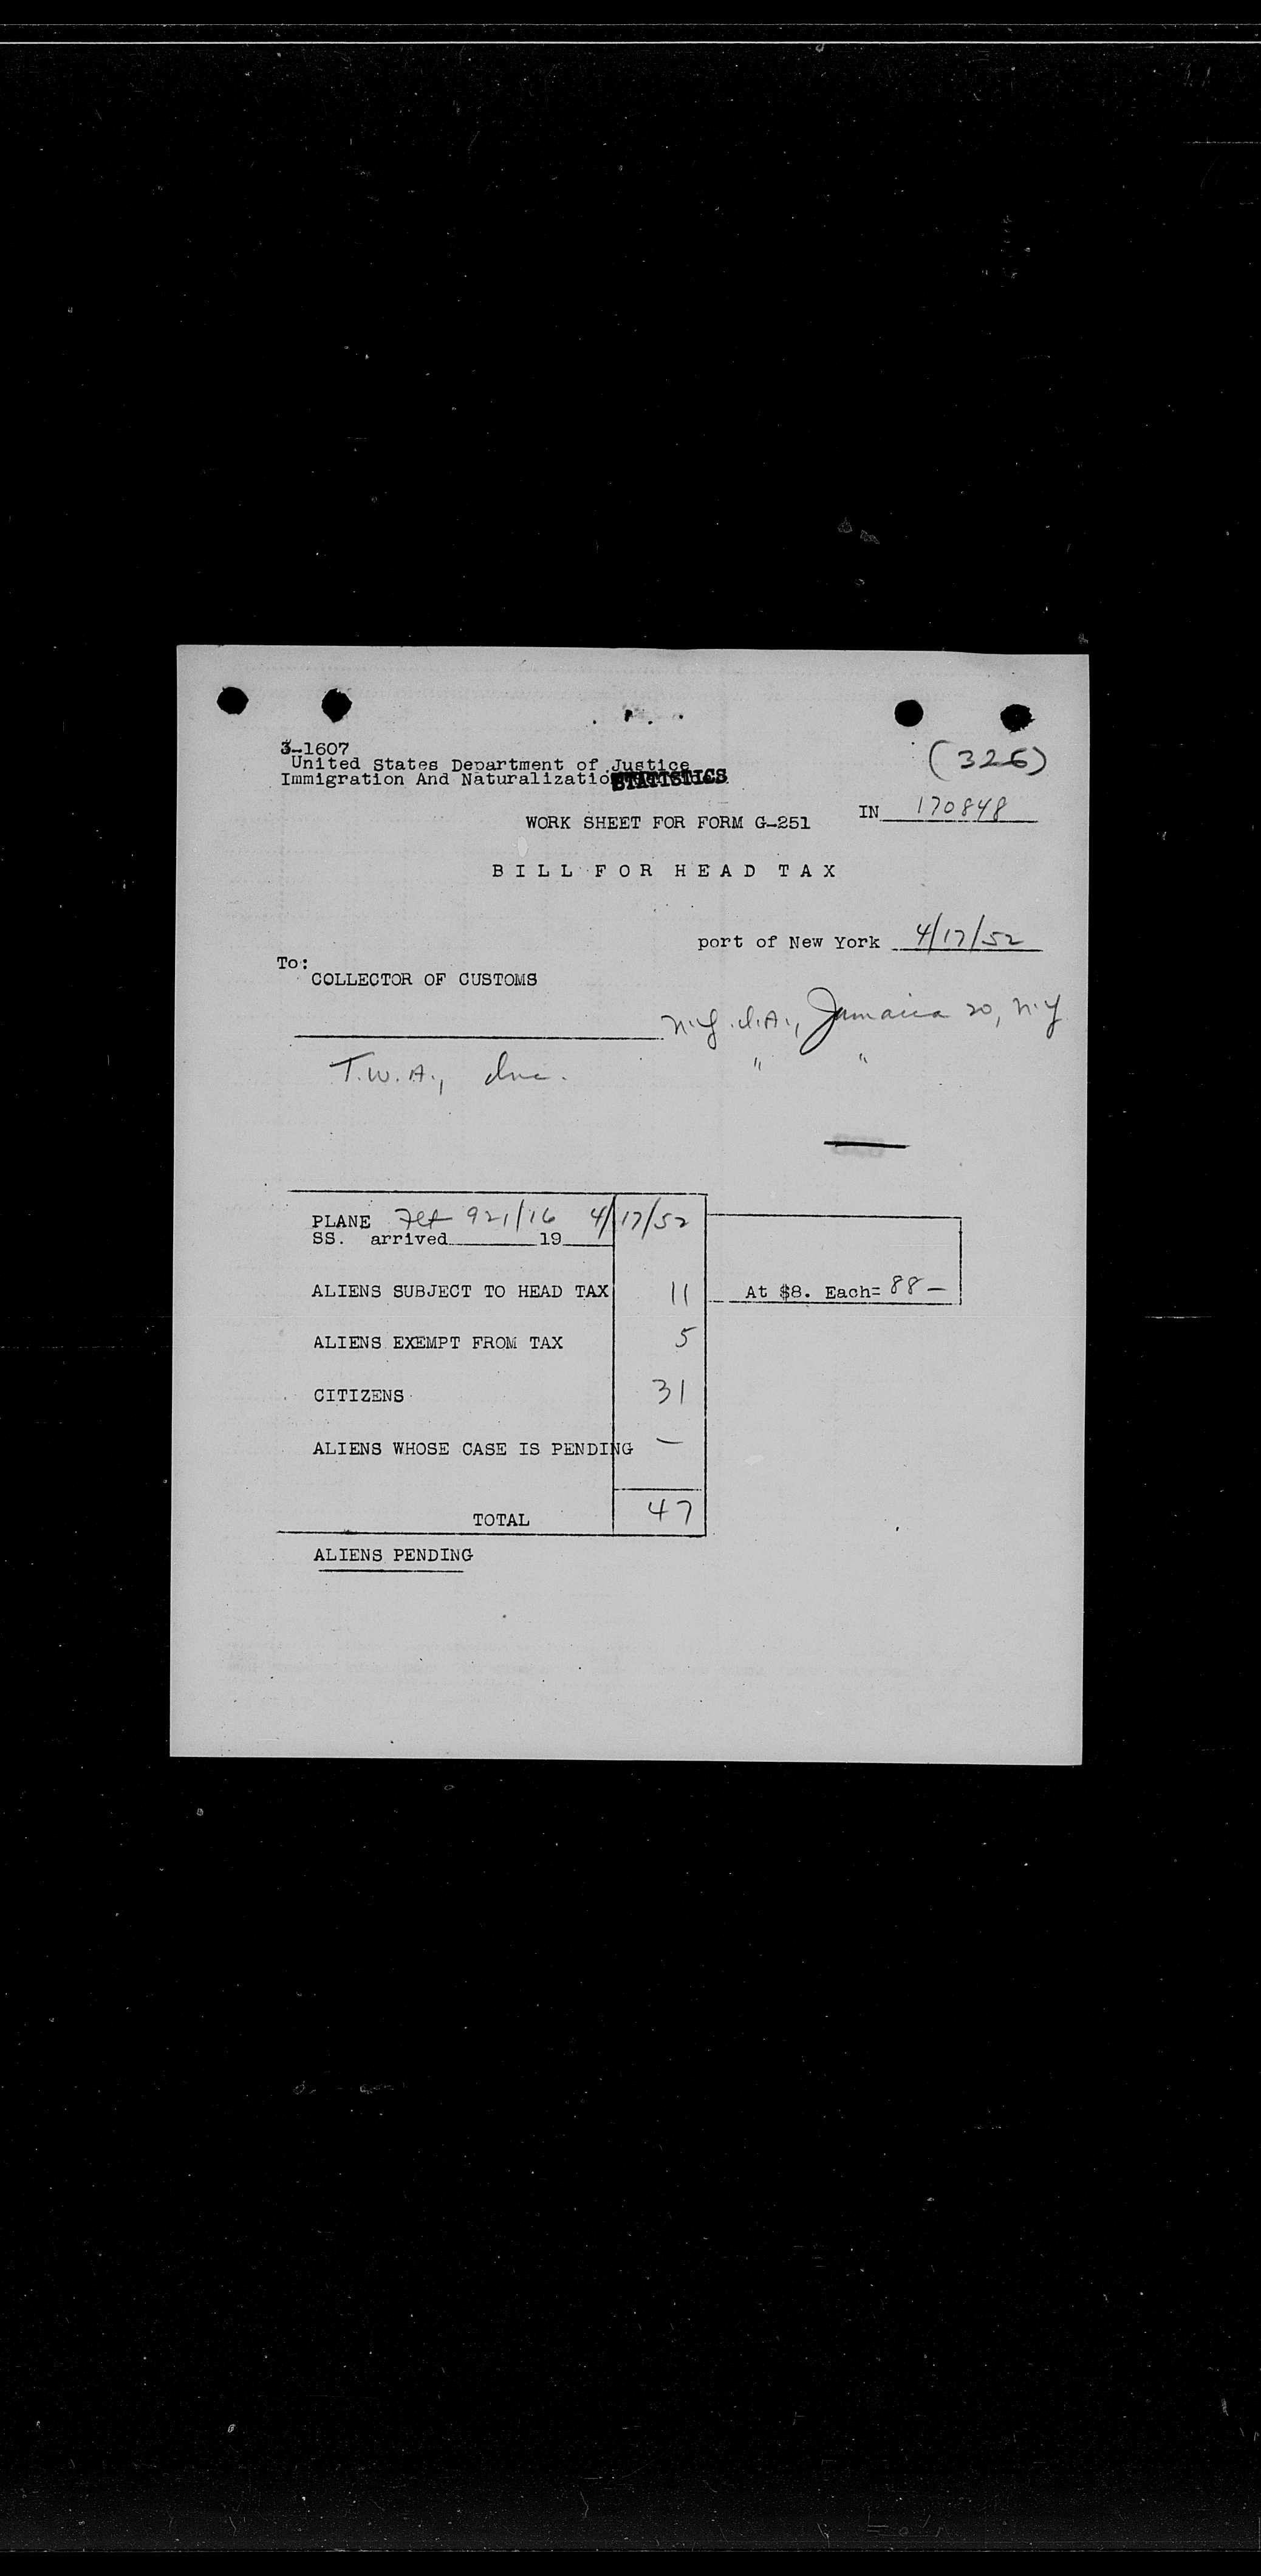 3-1607
United States Department of Justice
Immigration And Naturalization
STATISTICS
(326)
IN 170848
WORK SHEET FOR FORM G-251
BILL FOR HEAD TAX
port of New York 4/17/52
To:
COLLECTOR OF CUSTOMS
N.Y.I.A., Jamaica 20, N.Y.
T.W.A., Inc. " "
PLANE Flt 921/16 4/17/52
SS. arrived 19
ALIENS SUBJECT TO HEAD TAX 11 At $8. Each= 88-
ALIENS EXEMPT FROM TAX 5
CITIZENS 31
ALIENS WHOSE CASE IS PENDING —
TOTAL 47
ALIENS PENDING